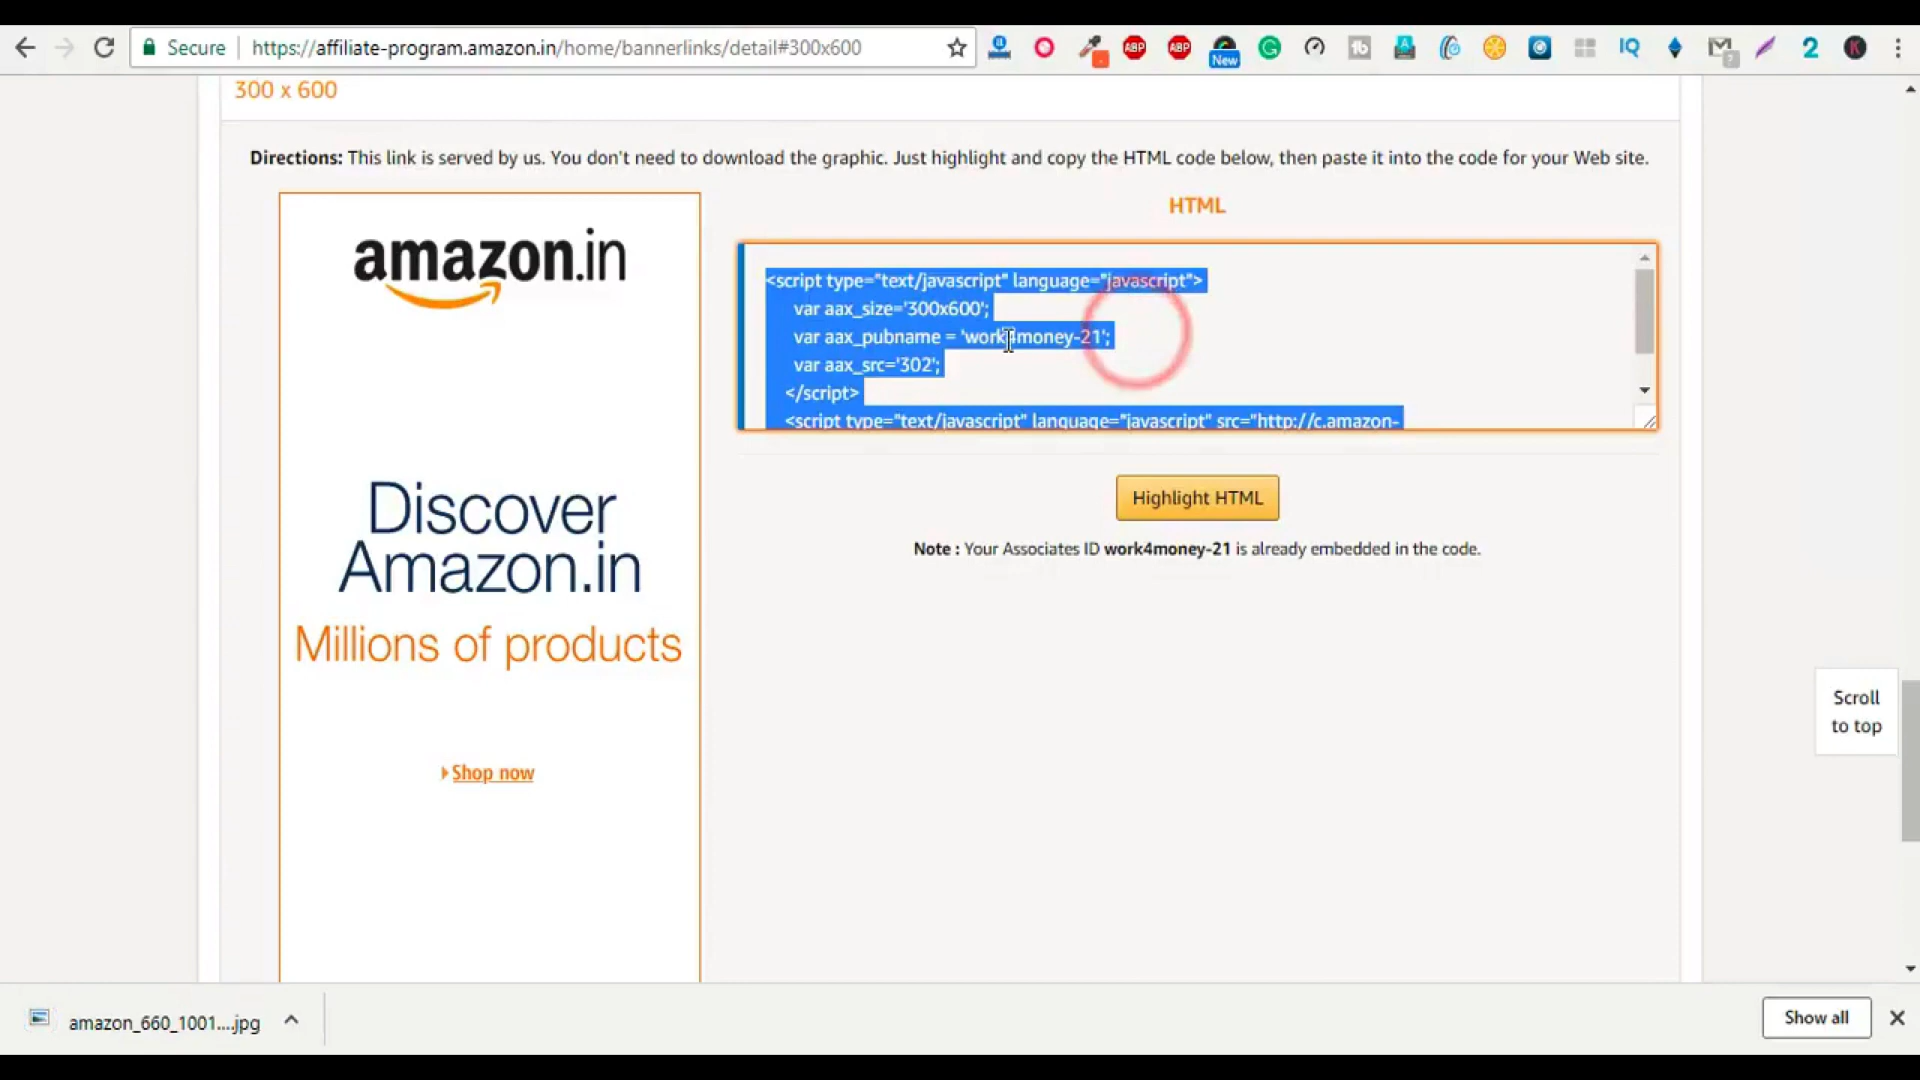 Secure https://affiliate-program.amazon.in/home/bannerlinks/detail#300x600
ABP ABP New IQ 2 K
300 x 600
Directions: This link is served by us. You don't need to download the graphic. Just highlight and copy the HTML code below, then paste it into the code for your Web site.
amazon.in
Discover
Amazon.in
Millions of products
Shop now
HTML
<script type="text/javascript" language="javascript">
var aax_size='300x600';
var aax_pubname = 'work4money-21';
var aax_src='302';
</script>
<script type="text/javascript" language="javascript" src="http://c.amazon-
Highlight HTML
Note : Your Associates ID work4money-21 is already embedded in the code.
Scroll
to top
amazon_660_1001....jpg
Show all